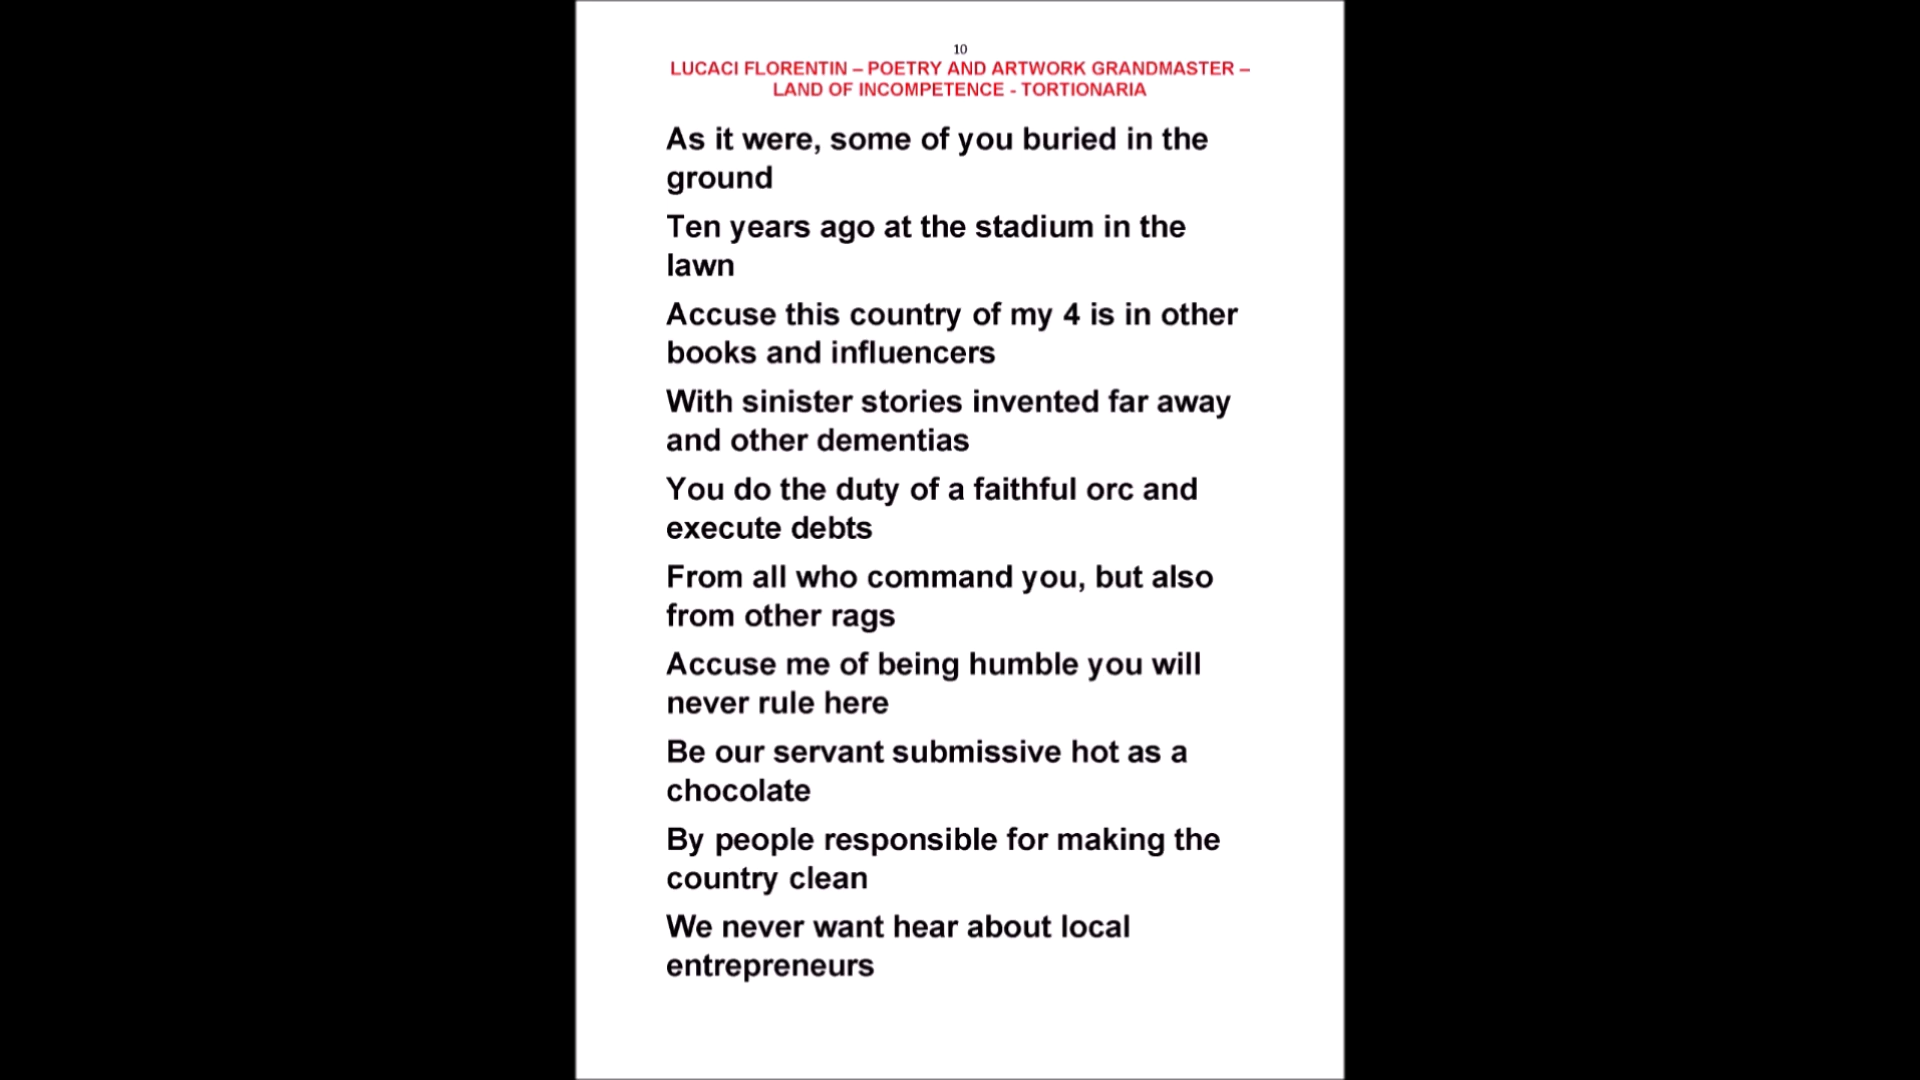 10
LUCACI FLORENTIN – POETRY AND ARTWORK GRANDMASTER –
LAND OF INCOMPETENCE - TORTIONARIA
As it were, some of you buried in the
ground
Ten years ago at the stadium in the
lawn
Accuse this country of my 4 is in other
books and influencers
With sinister stories invented far away
and other dementias
You do the duty of a faithful orc and
execute debts
From all who command you, but also
from other rags
Accuse me of being humble you will
never rule here
Be our servant submissive hot as a
chocolate
By people responsible for making the
country clean
We never want hear about local
entrepreneurs